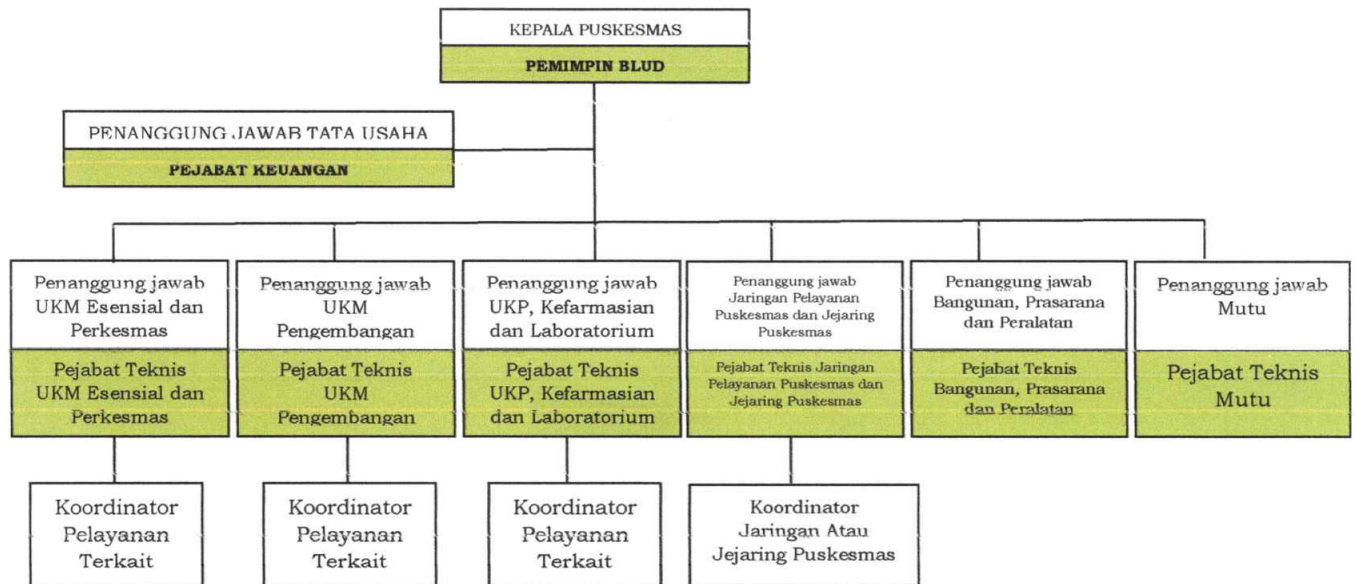 KEPALA PUSKESMAS
PEMIMPIN BLUD
PENANGGUNG JAWAB TATA USAHA
PEJABAT KEUANGAN
Penanggung jawab
UKM Esensial dan
Perkesmas
Pejabat Teknis
UKM Esensial dan
Perkesmas
Penanggung jawab
UKM
Pengembangan
Pejabat Teknis
UKM
Pengembangan
Penanggung jawab
UKP, Kefarmasian
dan Laboratorium
Pejabat Teknis
UKP, Kefarmasian
dan Laboratorium
Penanggung jawab
Jaringan Pelayanan
Puskesmas dan Jejaring
Puskesmas
Pejabat Teknis Jaringan
Pelayanan Puskesmas dan
Jejaring Puskesmas
Penanggung jawab
Bangunan, Prasarana
dan Peralatan
Pejabat Teknis
Bangunan, Prasarana
dan Peralatan
Penanggung jawab
Mutu
Pejabat Teknis
Mutu
Koordinator
Pelayanan
Terkait
Koordinator
Pelayanan
Terkait
Koordinator
Pelayanan
Terkait
Koordinator
Jaringan Atau
Jejaring Puskesmas